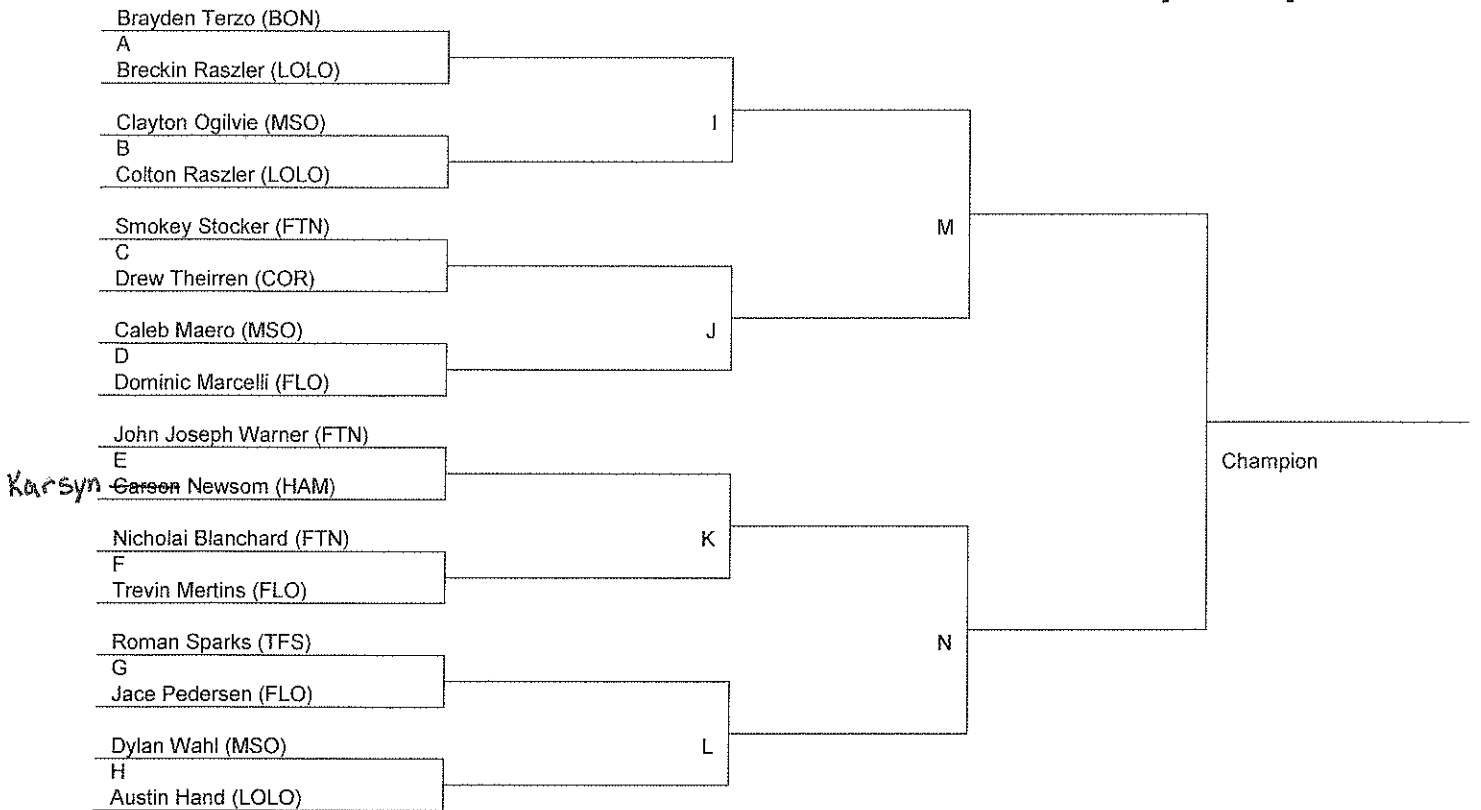 Brayden Terzo (BON)
A
Breckin Raszler (LOLO)
I
Clayton Ogilvie (MSO)
B
Colton Raszler (LOLO)
M
Smokey Stocker (FTN)
C
Drew Theirren (COR)
J
Caleb Maero (MSO)
D
Dominic Marcelli (FLO)
John Joseph Warner (FTN)
E
Karsyn Carson Newsom (HAM)
Champion
Nicholai Blanchard (FTN)
K
F
Trevin Mertins (FLO)
Roman Sparks (TFS)
N
G
Jace Pedersen (FLO)
Dylan Wahl (MSO)
L
H
Austin Hand (LOLO)